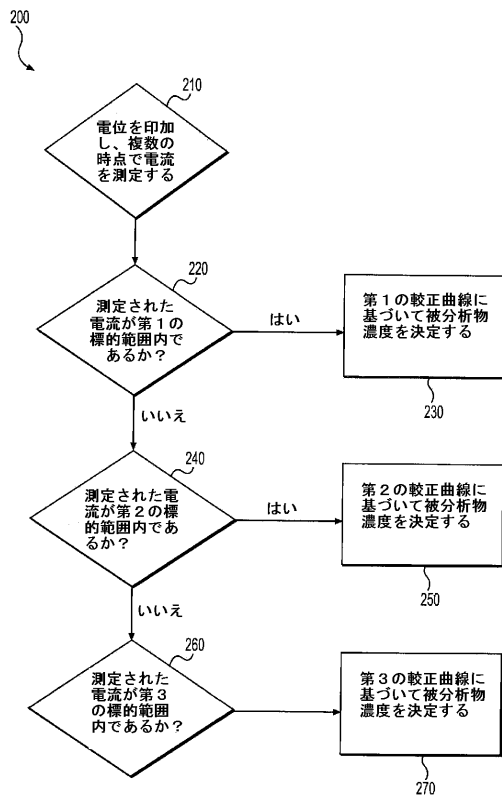 200
210
電位を印加
し、複数の
時点で電流
を測定する
220
測定された
電流が第1の
標的範囲内で
あるか？
はい
第1の較正曲線に
基づいて被分析物
濃度を決定する
230
いいえ
240
測定された電
流が第2の標
的範囲内であ
るか？
はい
第2の較正曲線に
基づいて被分析物
濃度を決定する
250
いいえ
260
測定された
電流が第3
の標的範囲
内であるか？
第3の較正曲線に
基づいて被分析物
濃度を決定する
270